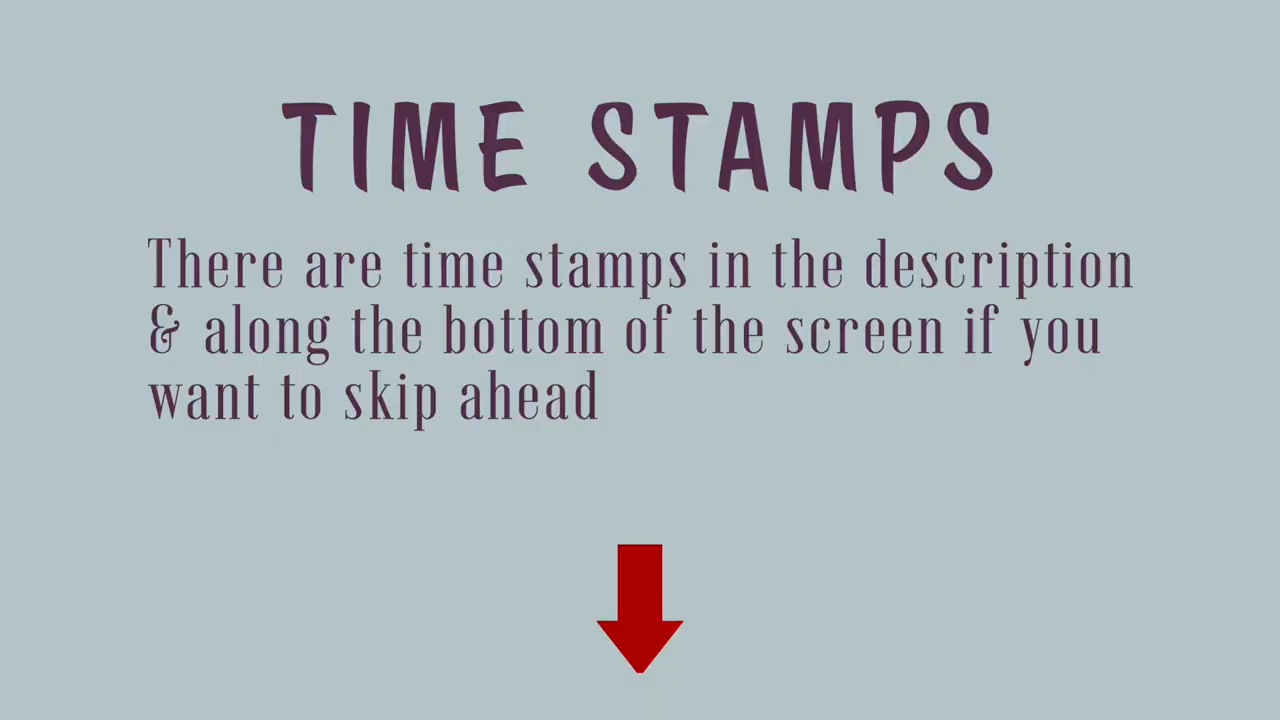 TIME STAMPS
There are time stamps in the description
& along the bottom of the screen if you
want to skip ahead